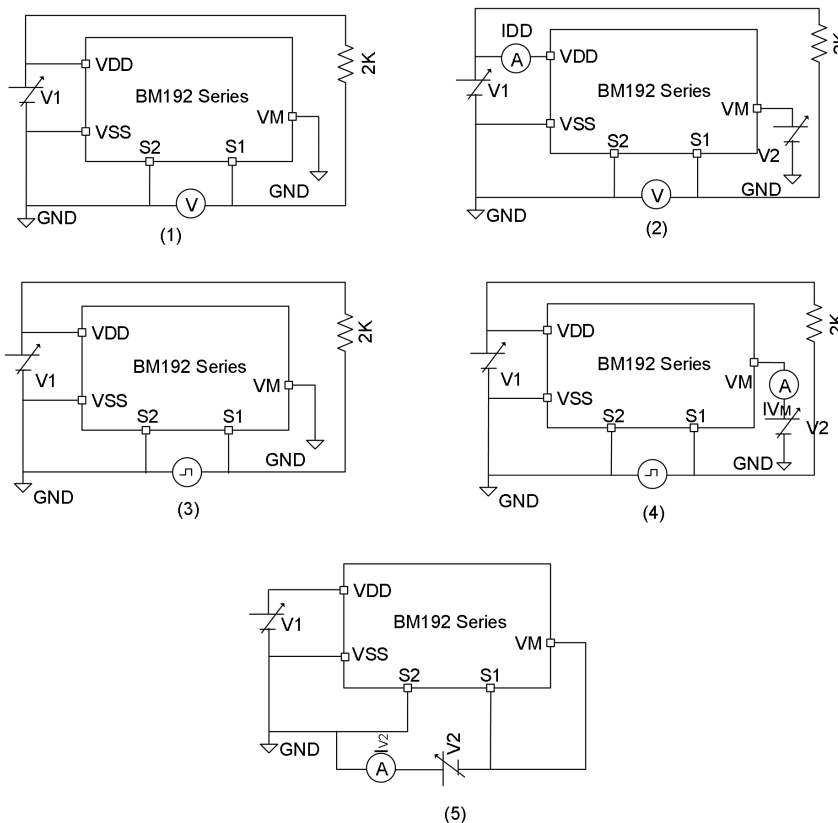 VDD
V1
BM192 Series
2K
VM
VSS
S2
S1
GND
V
GND
(1)
IDD
A
VDD
V1
BM192 Series
2K
VM
VSS
V2
S2
S1
GND
V
GND
(2)
VDD
V1
BM192 Series
2K
VM
VSS
S2
S1
GND
GND
(3)
VDD
V1
BM192 Series
2K
VM
A
IVM
V2
VSS
S2
S1
GND
GND
(4)
VDD
V1
BM192 Series
VM
VSS
S2
S1
GND
IV2
A
V2
(5)